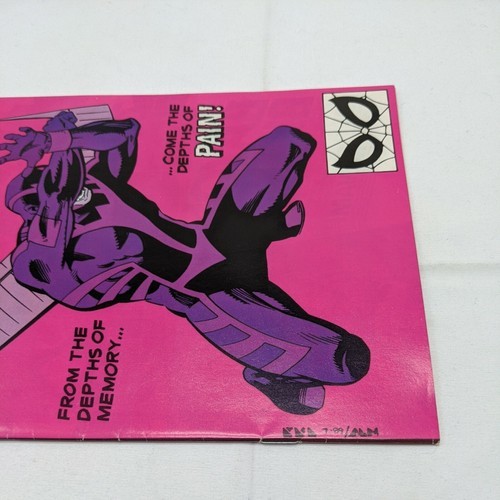 FROM THE
DEPTHS OF
MEMORY...
...COME THE
DEPTHS OF
PAIN!